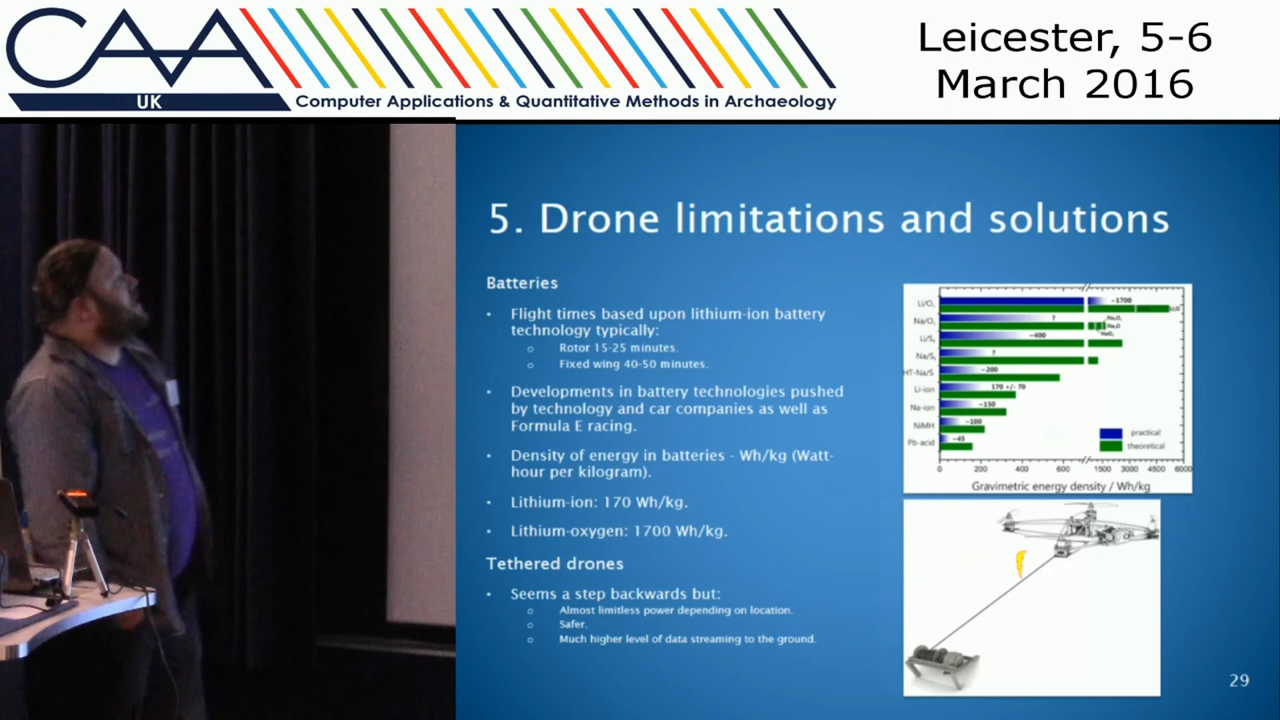 CAA
UK
Computer Applications & Quantitative Methods in Archaeology
Leicester, 5-6
March 2016
5. Drone limitations and solutions
Batteries
• Flight times based upon lithium-ion battery
technology typically:
o Rotor 15-25 minutes.
o Fixed wing 40-50 minutes.
• Developments in battery technologies pushed
by technology and car companies as well as
Formula E racing.
• Density of energy in batteries - Wh/kg (Watt-
hour per kilogram).
• Lithium-ion: 170 Wh/kg.
• Lithium-oxygen: 1700 Wh/kg.
Tethered drones
• Seems a step backwards but:
o Almost limitless power depending on location.
o Safer.
o Much higher level of data streaming to the ground.
Li/O₂ ~1700
Na/O₂ ?
Li/S₈ ~400
Na/S₈ ?
HT-Na/S ~200
Li-ion 170 +/- 70
Na-ion ~150
NiMH ~100
Pb-acid ~45
practical
theoretical
0 200 400 600 1500 3000 4500 6000
Gravimetric energy density / Wh/kg
29